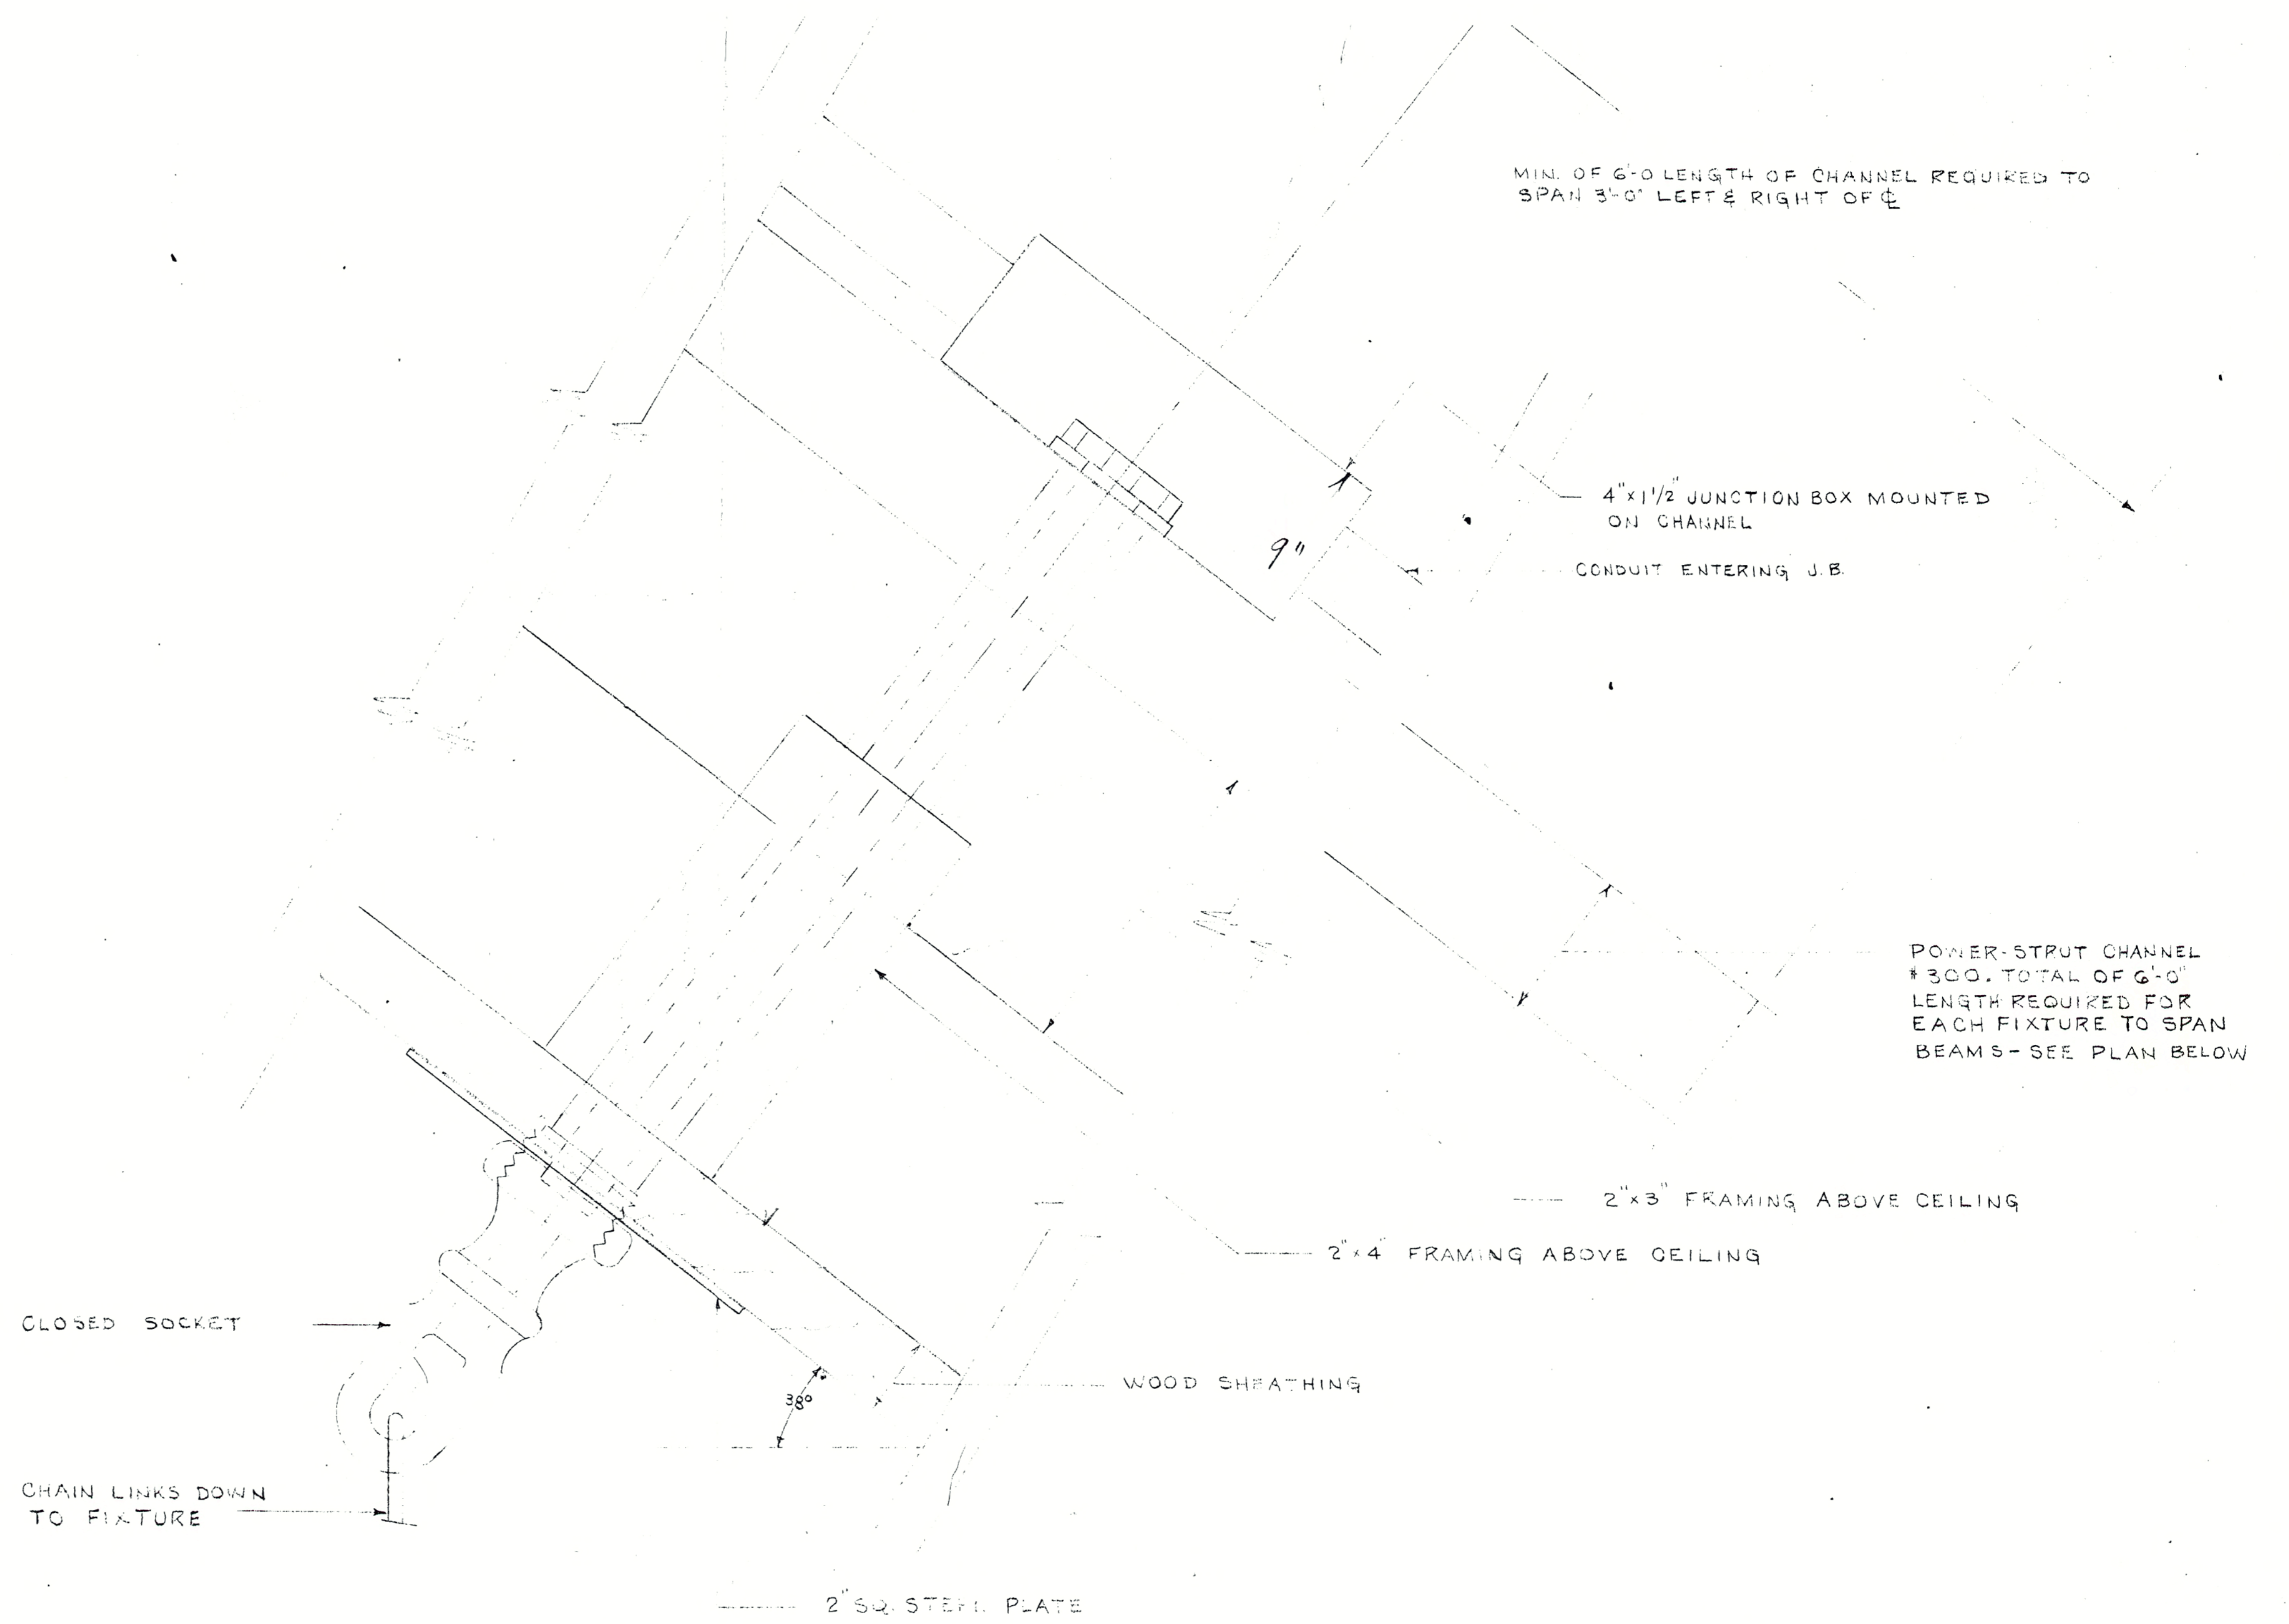 MIN. OF 6'-0 LENGTH OF CHANNEL REQUIRED TO
SPAN 3'-0" LEFT & RIGHT OF ℄
4"x1 1/2" JUNCTION BOX MOUNTED
ON CHANNEL
9"
CONDUIT ENTERING J.B.
POWER-STRUT CHANNEL
#300. TOTAL OF 6'-0"
LENGTH REQUIRED FOR
EACH FIXTURE TO SPAN
BEAMS - SEE PLAN BELOW
2"x3" FRAMING ABOVE CEILING
2"x4" FRAMING ABOVE CEILING
CLOSED SOCKET
WOOD SHEATHING
38°
CHAIN LINKS DOWN
TO FIXTURE
2" SQ. STEEL PLATE